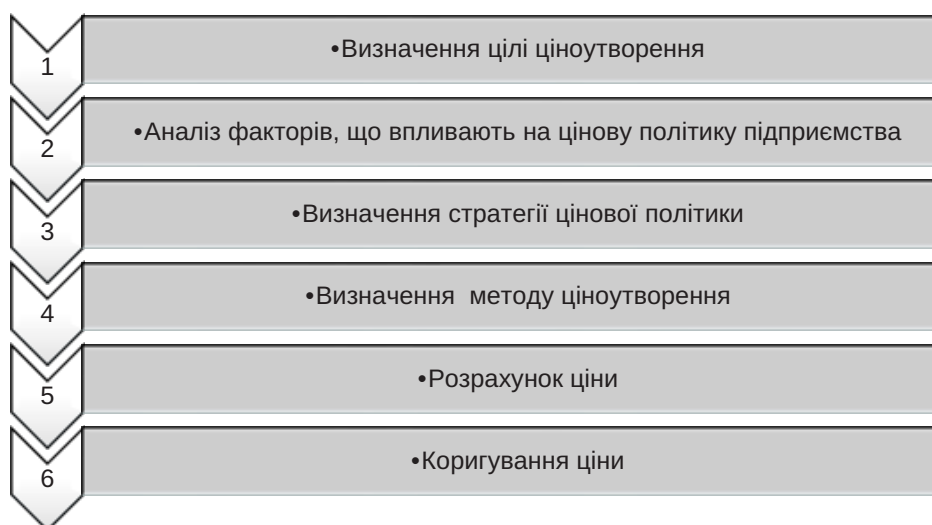 1
•Визначення цілі ціноутворення
2
•Аналіз факторів, що впливають на цінову політику підприємства
3
•Визначення стратегії цінової політики
4
•Визначення  методу ціноутворення
5
•Розрахунок ціни
6
•Коригування ціни